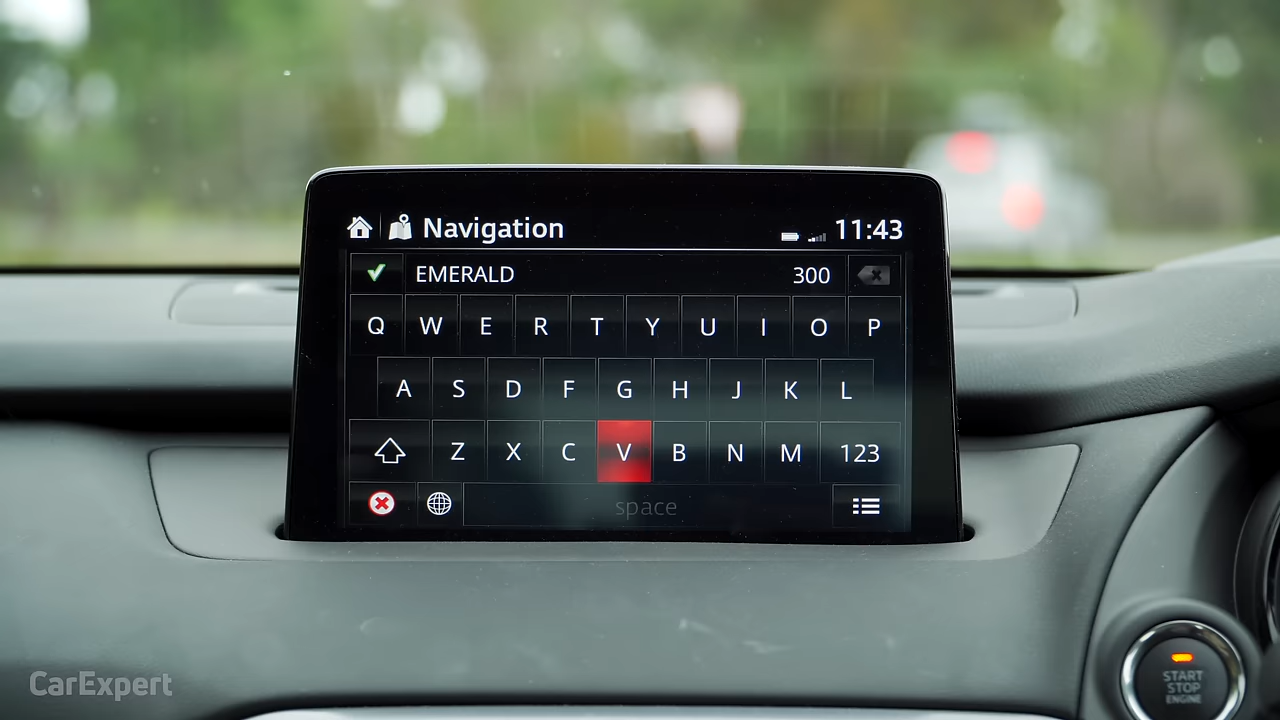 Navigation 11:43
EMERALD 300
Q W E R T Y U I O P
A S D F G H J K L
Z X C V B N M 123
space
START
STOP
ENGINE
CarExpert